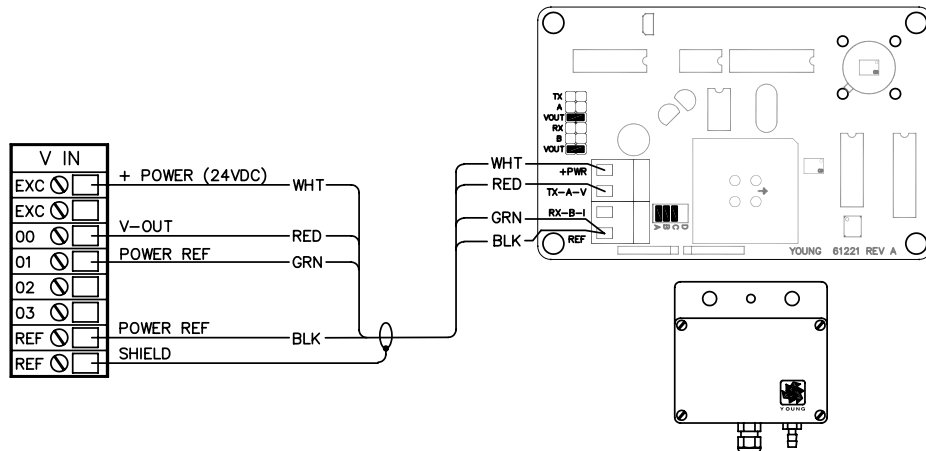 V IN
EXC
EXC
00
01
02
03
REF
REF
+ POWER (24VDC)
V-OUT
POWER REF
POWER REF
SHIELD
WHT
RED
GRN
BLK
WHT
RED
GRN
BLK
TX
A
VOUT
RX
B
VOUT
+PWR
TX-A-V
RX-B-I
REF
A
B
C
D
YOUNG 61221 REV A
YOUNG